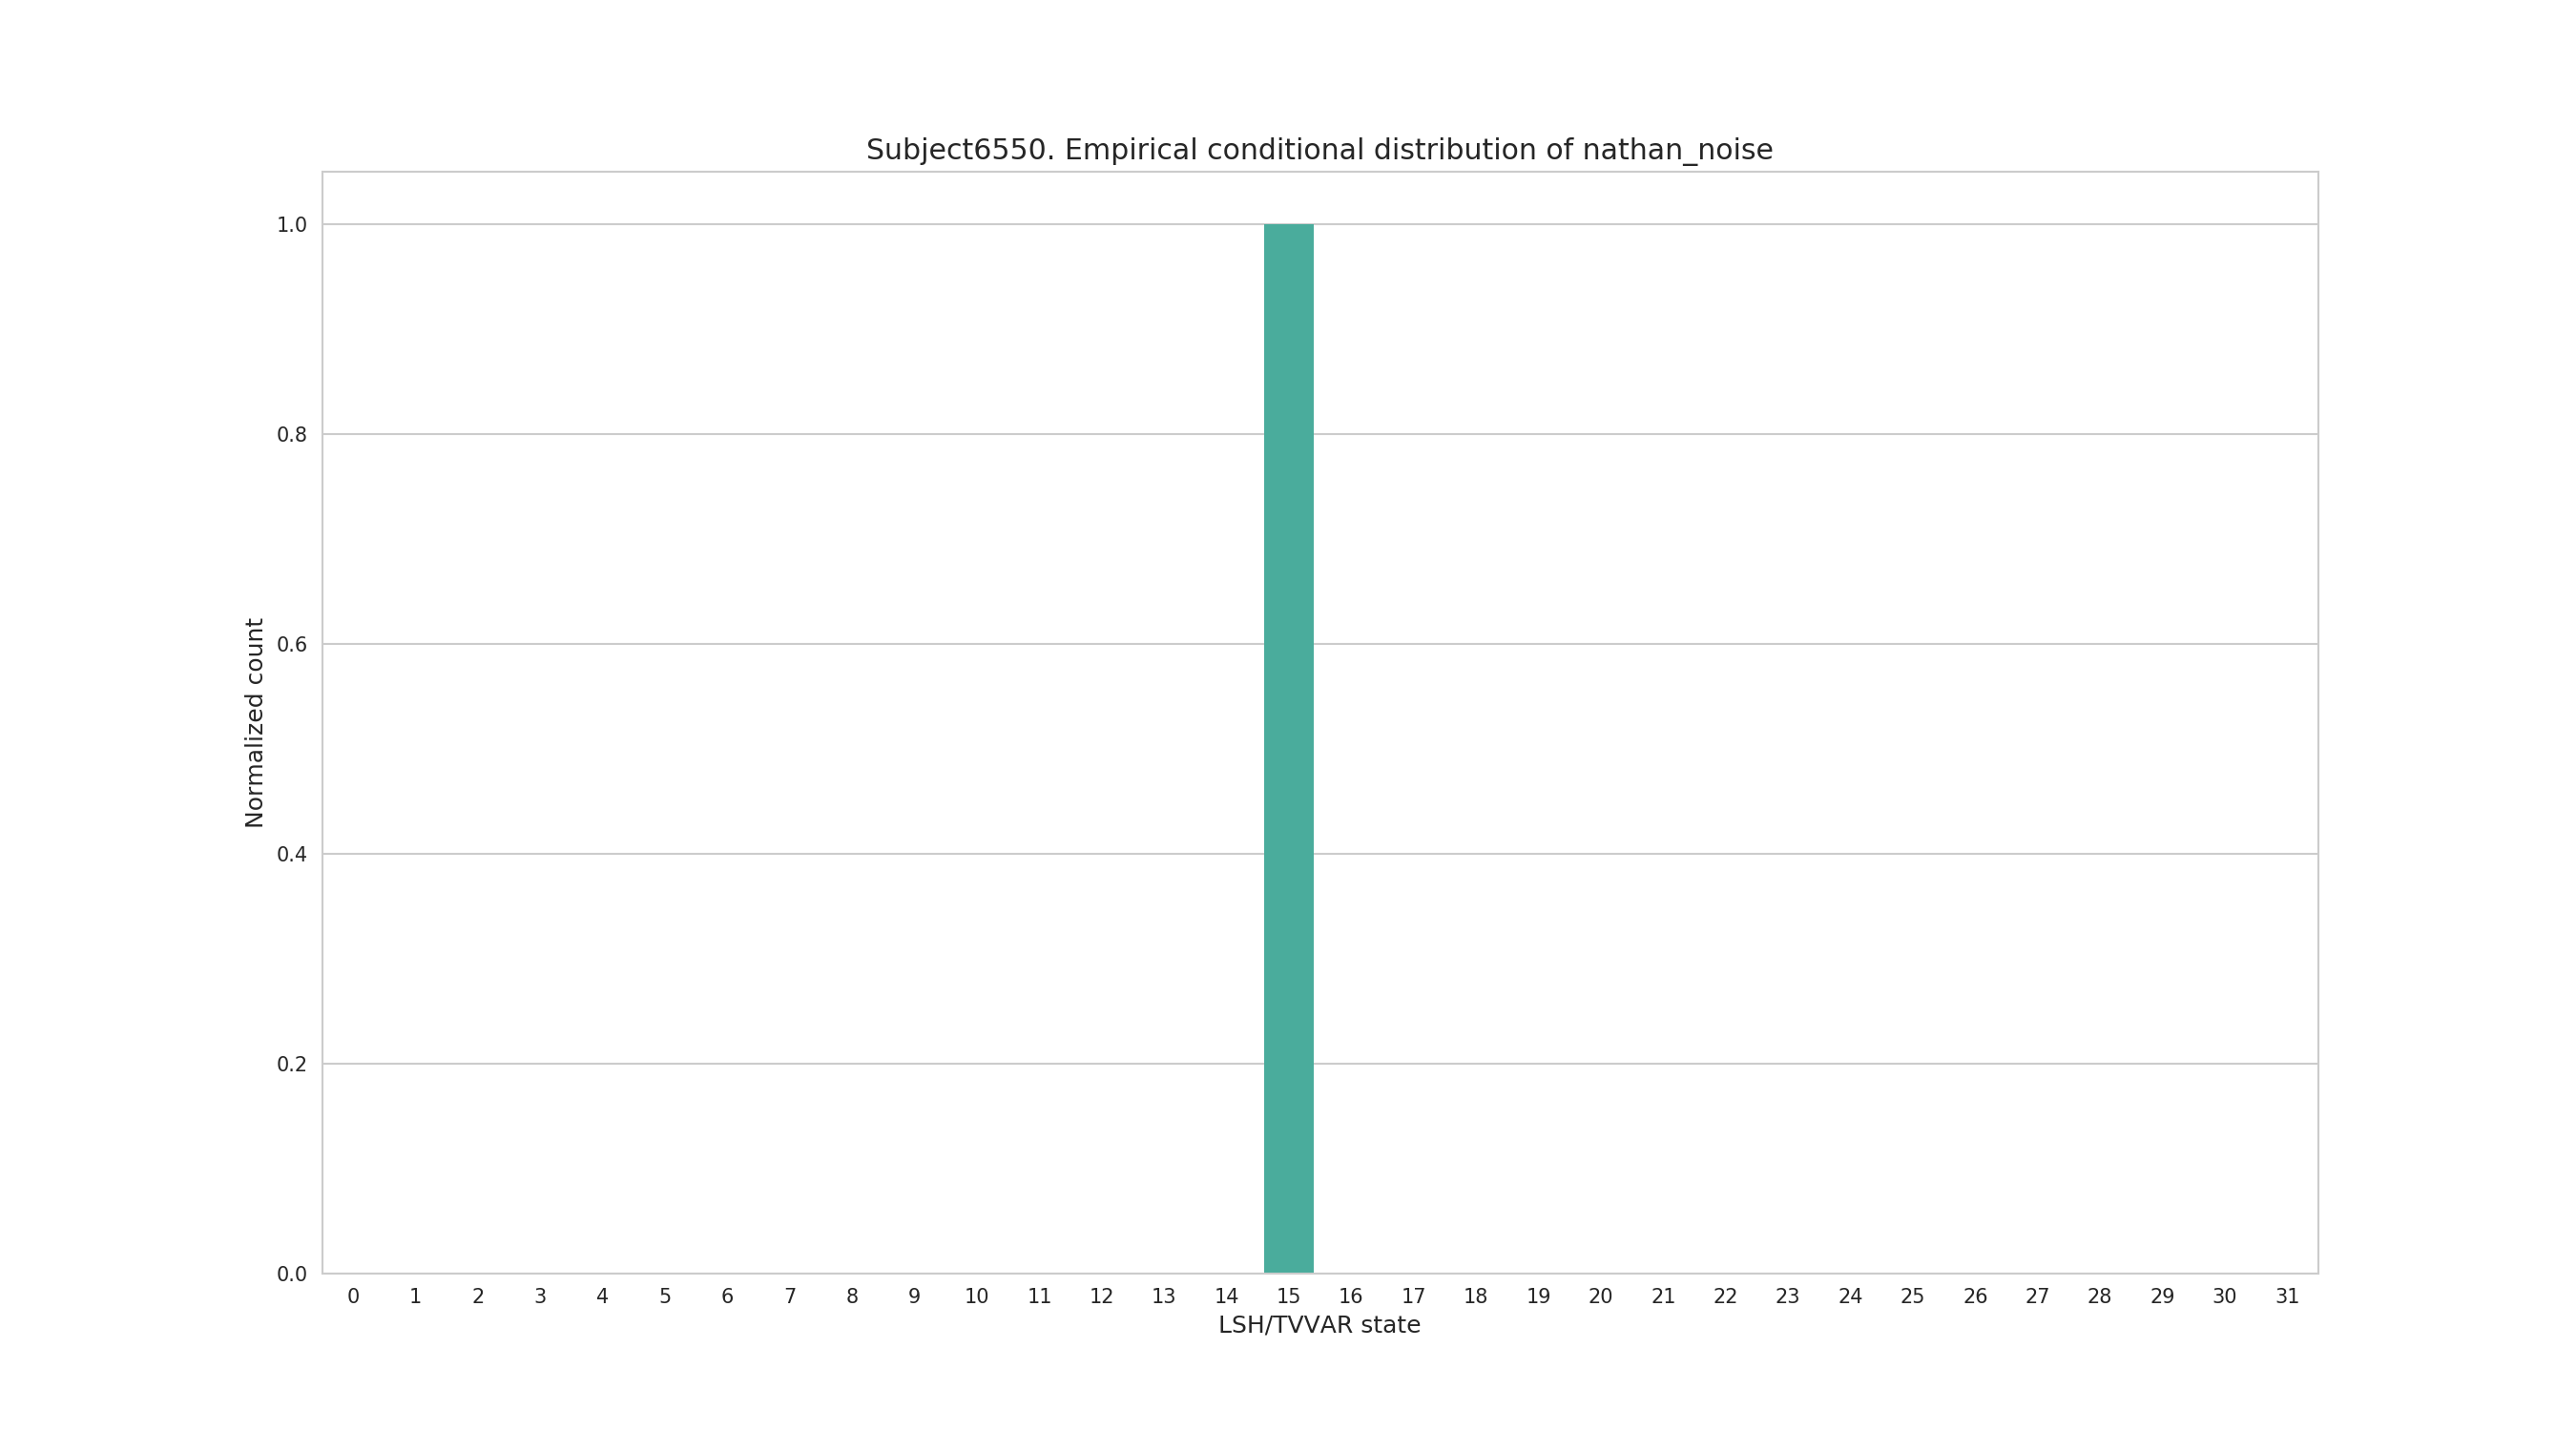 Subject6550. Empirical conditional distribution of nathan_noise
1.0
0.8
0.6
0.4
0.2
0.0
Normalized count
0 1 2 3 4 5 6 7 8 9 10 11 12 13 14 15 16 17 18 19 20 21 22 23 24 25 26 27 28 29 30 31
LSH/TVVAR state